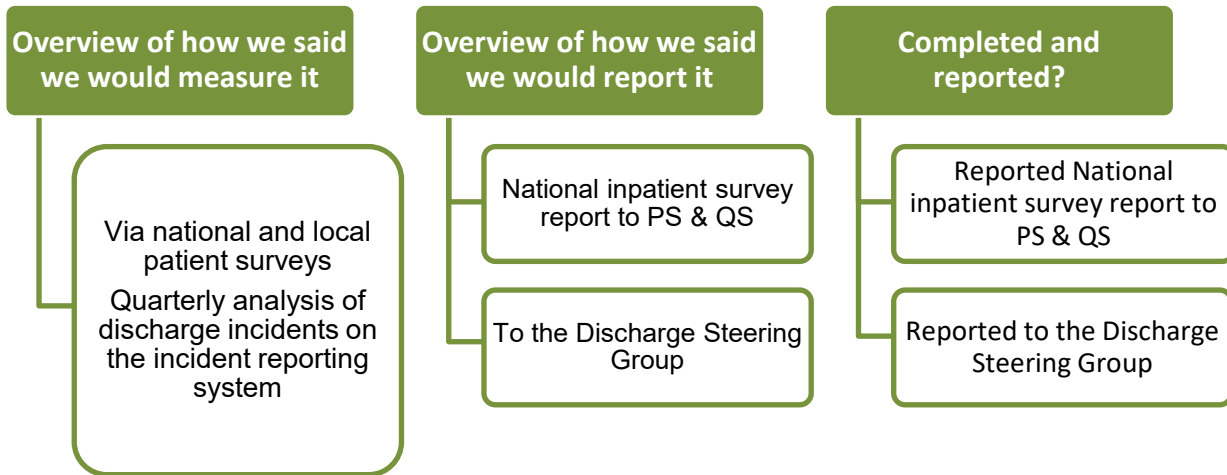 Overview of how we said
we would measure it
Via national and local
patient surveys
Quarterly analysis of
discharge incidents on
the incident reporting
system
Overview of how we said
we would report it
National inpatient survey
report to PS & QS
To the Discharge Steering
Group
Completed and
reported?
Reported National
inpatient survey report to
PS & QS
Reported to the Discharge
Steering Group